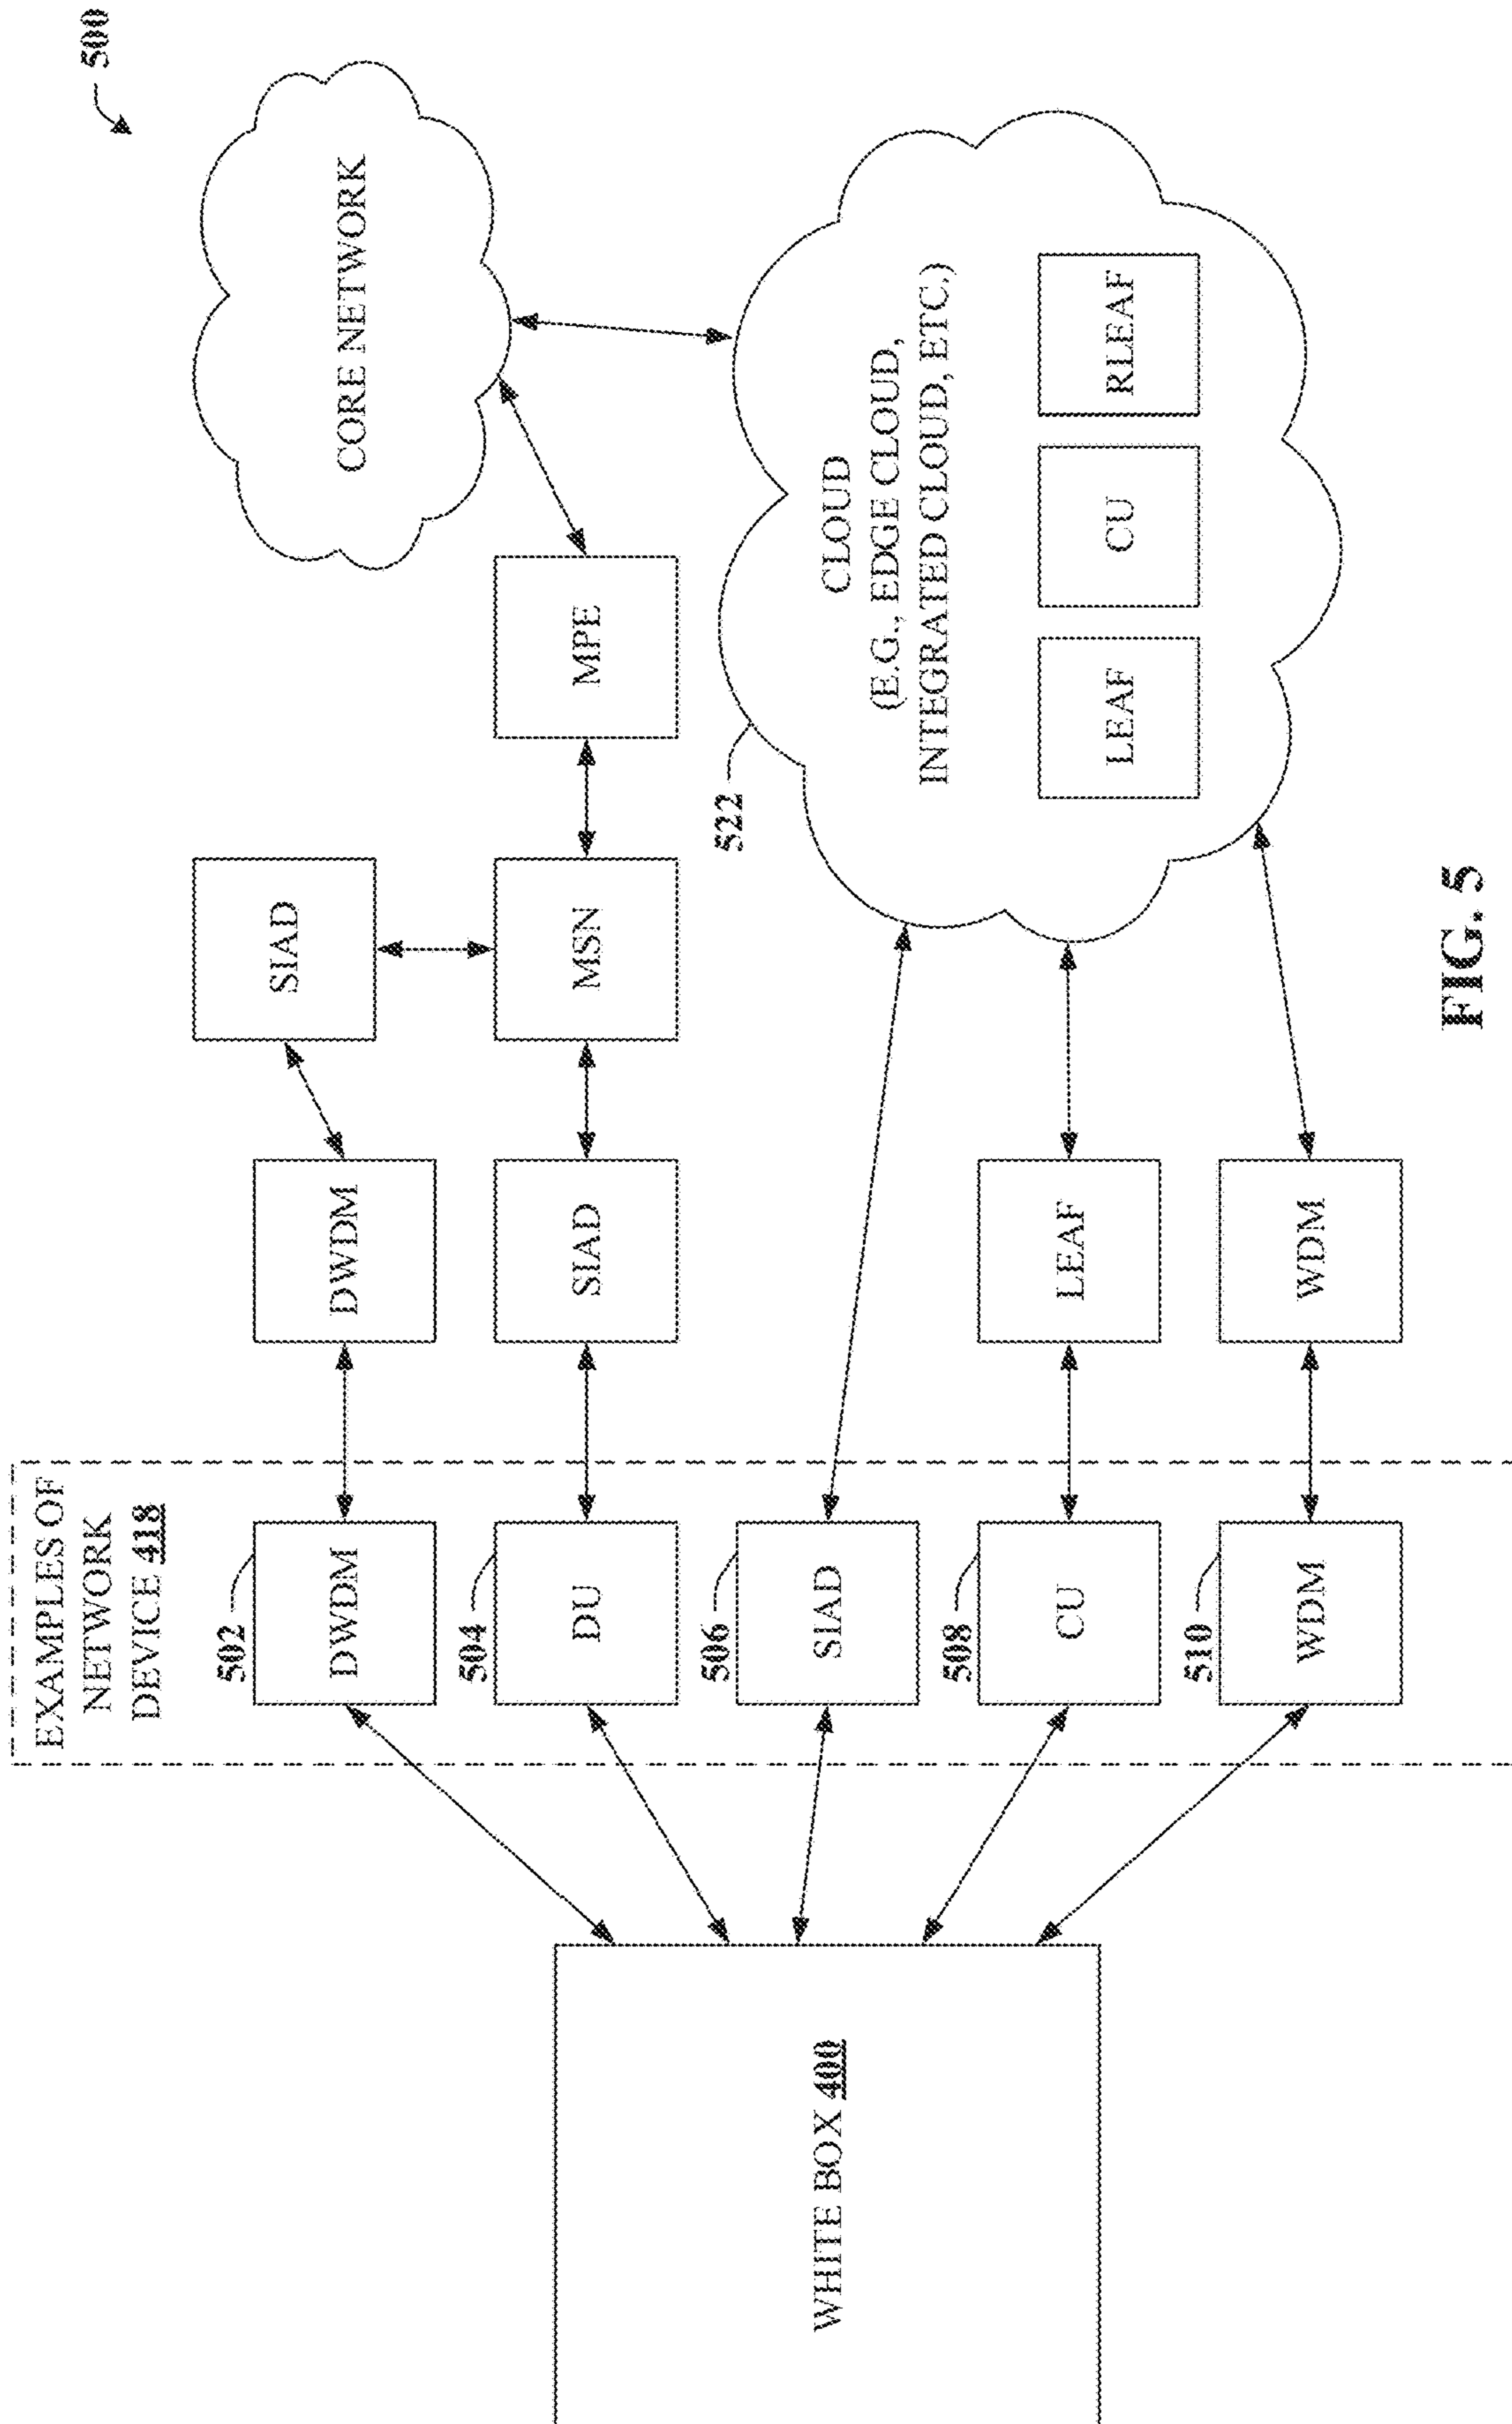 500
EXAMPLES OF
NETWORK
DEVICE 418
WHITE BOX 400
502
DWDM
504
DU
506
SIAD
508
CU
510
WDM
DWDM
SIAD
LEAF
WDM
SIAD
MSN
MPE
CORE NETWORK
522
CLOUD
(E.G., EDGE CLOUD,
INTEGRATED CLOUD, ETC.)
LEAF
CU
RLEAF
FIG. 5